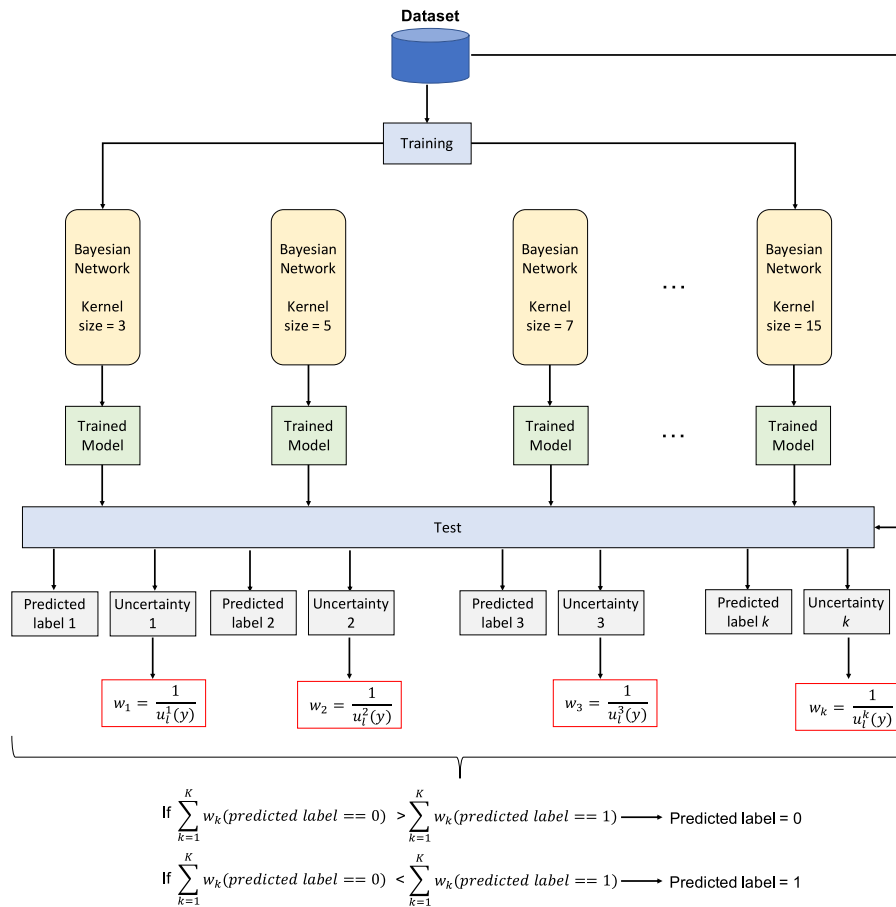 Dataset
Training
Bayesian
Network
Kernel
size = 3
Bayesian
Network
Kernel
size = 5
Bayesian
Network
Kernel
size = 7
...
Bayesian
Network
Kernel
size = 15
Trained
Model
Trained
Model
Trained
Model
...
Trained
Model
Test
Predicted
label 1
Uncertainty
1
Predicted
label 2
Uncertainty
2
Predicted
label 3
Uncertainty
3
Predicted
label k
Uncertainty
k
w_1 = 1 / u_l^1(y)
w_2 = 1 / u_l^2(y)
w_3 = 1 / u_l^3(y)
w_k = 1 / u_l^k(y)
If ∑_{k=1}^{K} w_k(predicted label == 0) > ∑_{k=1}^{K} w_k(predicted label == 1) → Predicted label = 0
If ∑_{k=1}^{K} w_k(predicted label == 0) < ∑_{k=1}^{K} w_k(predicted label == 1) → Predicted label = 1